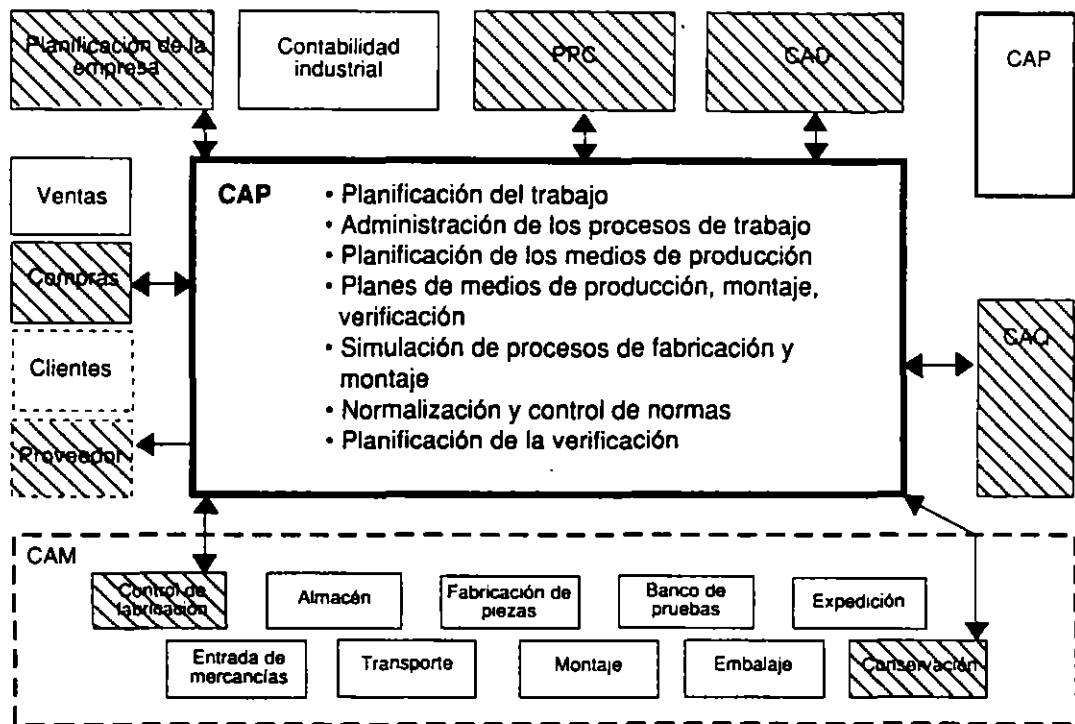 Planificación de la
empresa
Contabilidad
industrial
PPC
CAD
CAP
Ventas
Compras
Clientes
Proveedor
CAP
• Planificación del trabajo
• Administración de los procesos de trabajo
• Planificación de los medios de producción
• Planes de medios de producción, montaje,
verificación
• Simulación de procesos de fabricación y
montaje
• Normalización y control de normas
• Planificación de la verificación
CAQ
CAM
Control de
fabricación
Almacén
Fabricación de
piezas
Banco de
pruebas
Expedición
Entrada de
mercancías
Transporte
Montaje
Embalaje
Conservación